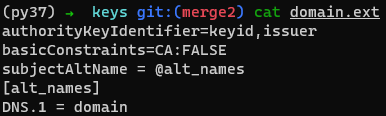 (py37) → keys git:(merge2) cat domain.ext
authorityKeyIdentifier=keyid,issuer
basicConstraints=CA:FALSE
subjectAltName = @alt_names
[alt_names]
DNS.1 = domain